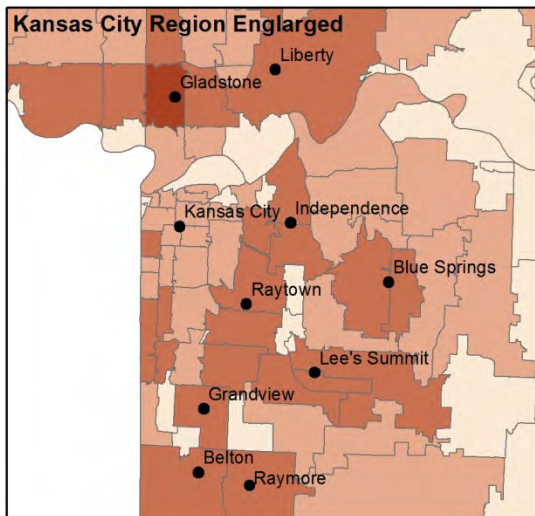 Kansas City Region Englarged
Liberty
Gladstone
Kansas City
Independence
Blue Springs
Raytown
Lee's Summit
Grandview
Belton
Raymore